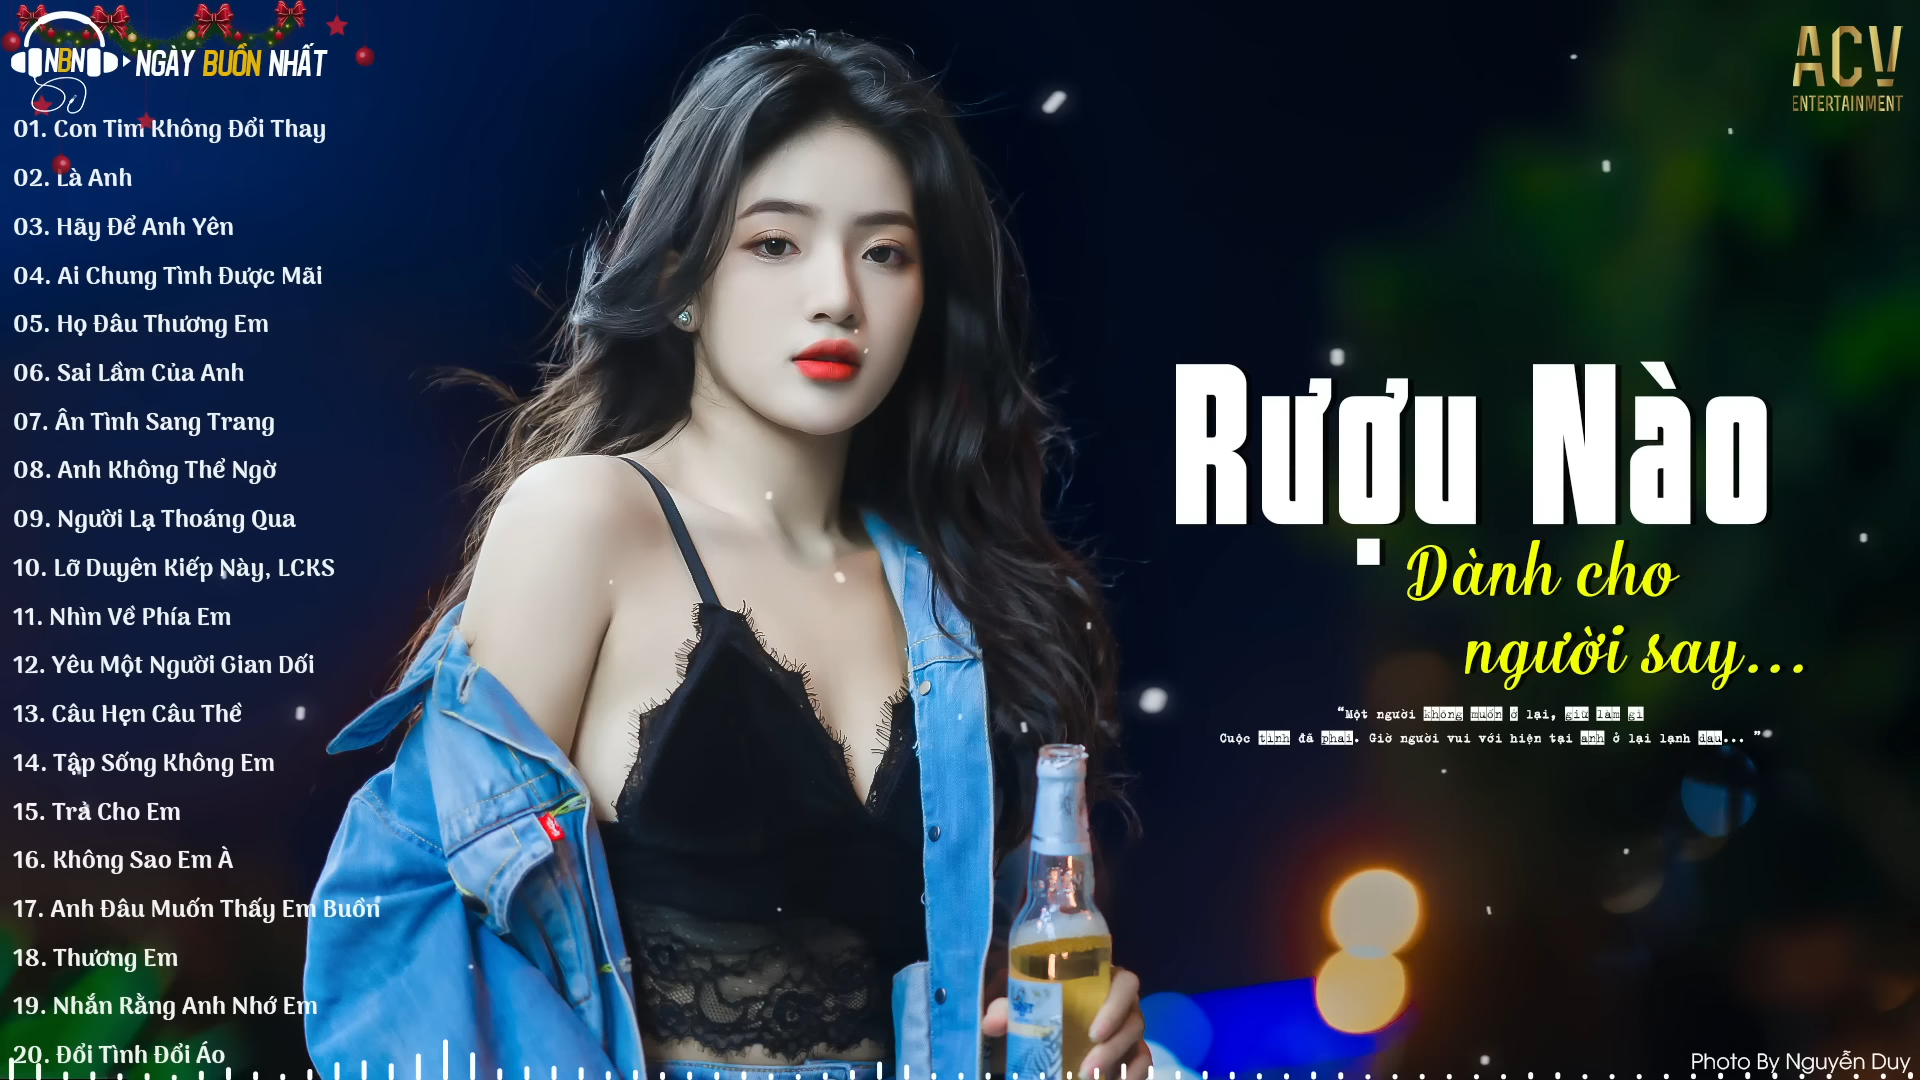 NBN NGÀY BUỒN NHẤT
01. Con Tim Không Đổi Thay
02. Là Anh
03. Hãy Để Anh Yên
04. Ai Chung Tình Được Mãi
05. Họ Đâu Thương Em
06. Sai Lầm Của Anh
07. Ân Tình Sang Trang
08. Anh Không Thể Ngờ
09. Người Lạ Thoáng Qua
10. Lỡ Duyên Kiếp Này, LCKS
11. Nhìn Về Phía Em
12. Yêu Một Người Gian Dối
13. Câu Hẹn Câu Thề
14. Tập Sống Không Em
15. Trả Cho Em
16. Không Sao Em À
17. Anh Đâu Muốn Thấy Em Buồn
18. Thương Em
19. Nhắn Rằng Anh Nhớ Em
20. Đổi Tình Đổi Áo
ACV
ENTERTAINMENT
Rượu Nào
Dành cho
người say...
“Một người không muốn ở lại, giữ làm gì
Cuộc tình đã phai. Giờ người vui với hiện tại anh ở lại lạnh đau... ”
Photo By Nguyễn Duy